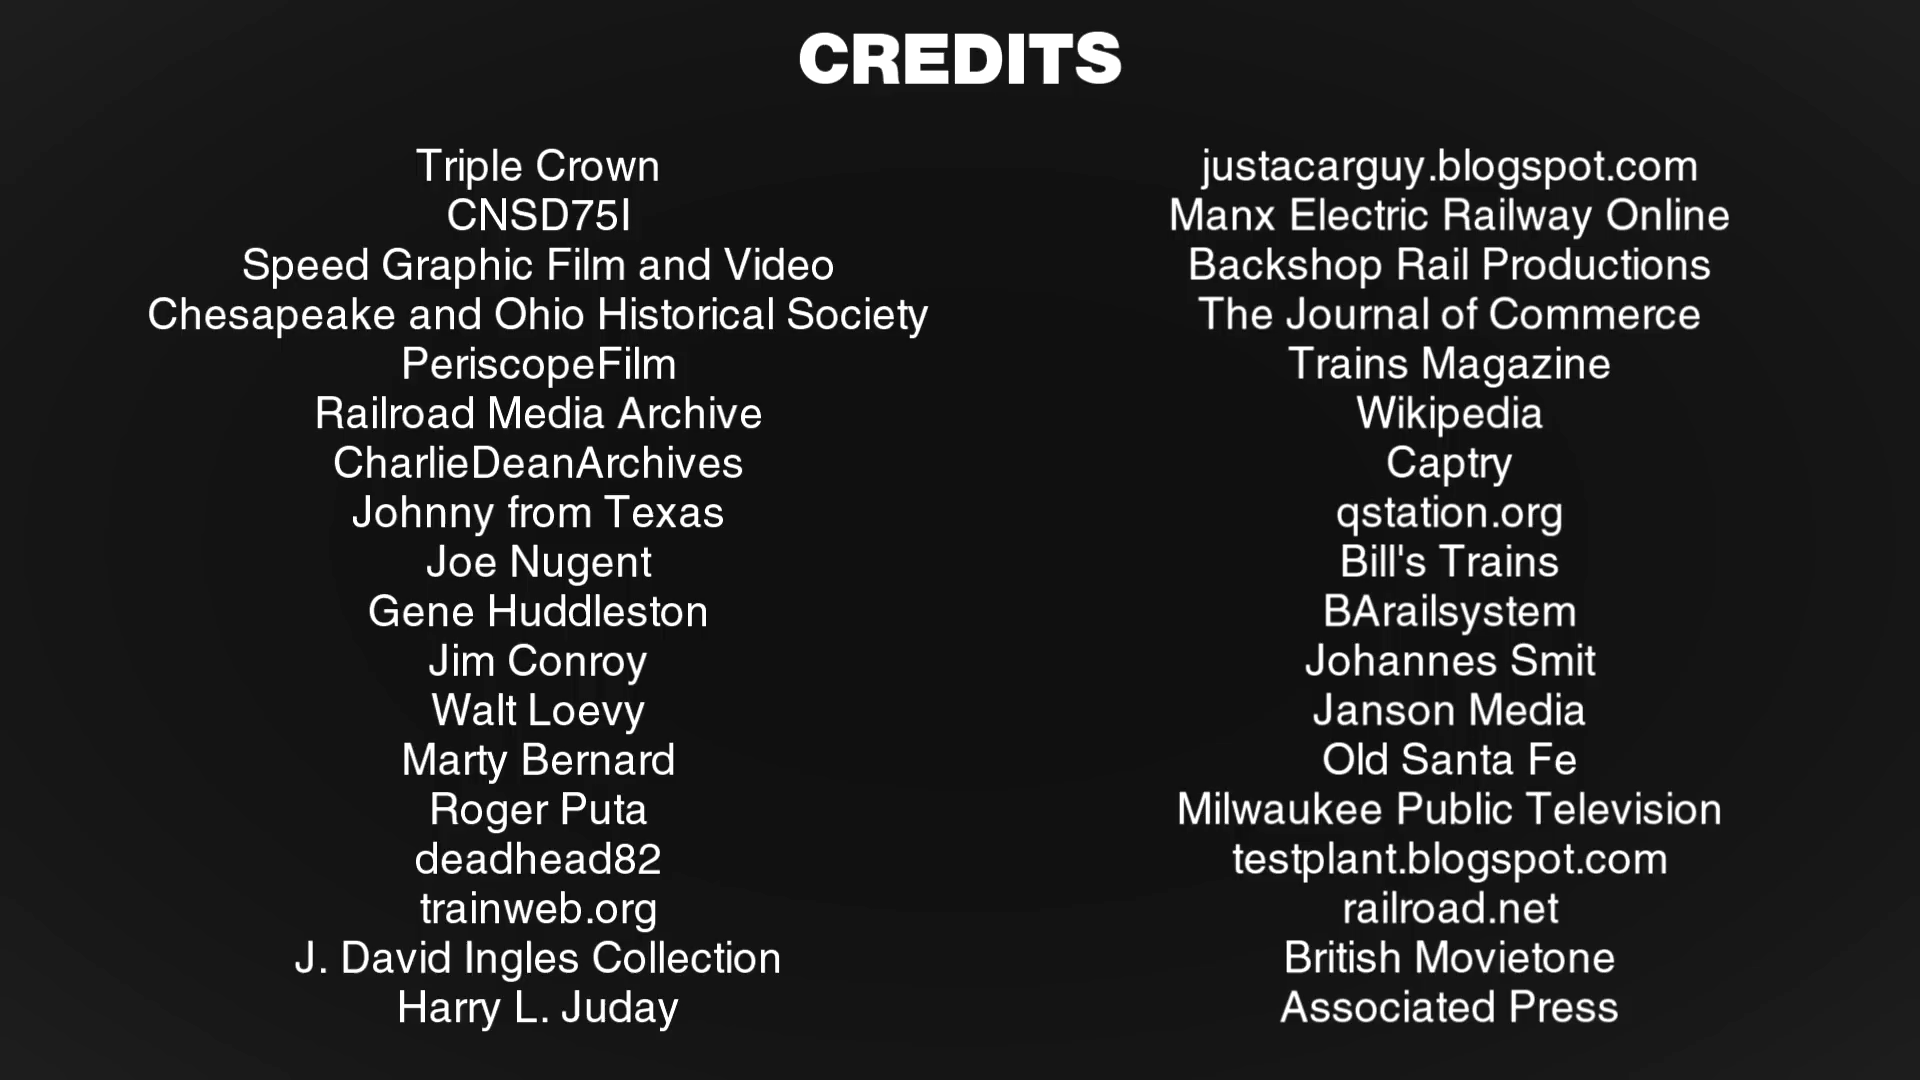 CREDITS
Triple Crown
CNSD75I
Speed Graphic Film and Video
Chesapeake and Ohio Historical Society
PeriscopeFilm
Railroad Media Archive
CharlieDeanArchives
Johnny from Texas
Joe Nugent
Gene Huddleston
Jim Conroy
Walt Loevy
Marty Bernard
Roger Puta
deadhead82
trainweb.org
J. David Ingles Collection
Harry L. Juday
justacarguy.blogspot.com
Manx Electric Railway Online
Backshop Rail Productions
The Journal of Commerce
Trains Magazine
Wikipedia
Captry
qstation.org
Bill's Trains
BArailsystem
Johannes Smit
Janson Media
Old Santa Fe
Milwaukee Public Television
testplant.blogspot.com
railroad.net
British Movietone
Associated Press